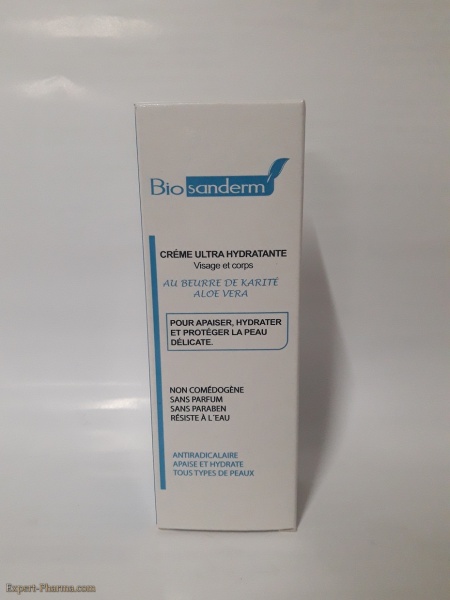 Biosanderm
CRÉME ULTRA HYDRATANTE
Visage et corps
AU BEURRE DE KARITÉ
ALOE VERA
POUR APAISER, HYDRATER
ET PROTÉGER LA PEAU
DÉLICATE.
NON COMÉDOGÈNE
SANS PARFUM
SANS PARABEN
RÉSISTE À L'EAU
ANTIRADICALAIRE
APAISE ET HYDRATE
TOUS TYPES DE PEAUX
Expert-Pharma.com